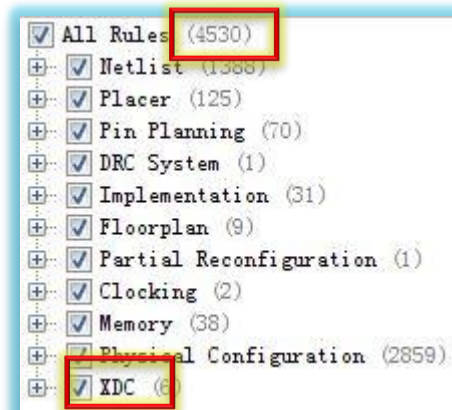 All Rules (4530)
Netlist (1388)
Placer (125)
Pin Planning (70)
DRC System (1)
Implementation (31)
Floorplan (9)
Partial Reconfiguration (1)
Clocking (2)
Memory (38)
Physical Configuration (2859)
XDC (6)